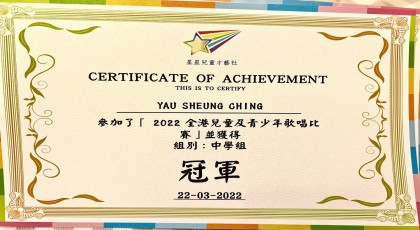 星星兒童才藝社
CERTIFICATE OF ACHIEVEMENT
THIS IS TO CERTIFY
YAU SHEUNG CHING
參加了「 2022 全港兒童及青少年歌唱比
賽」並獲得
組別：中學組
冠軍
22-03-2022